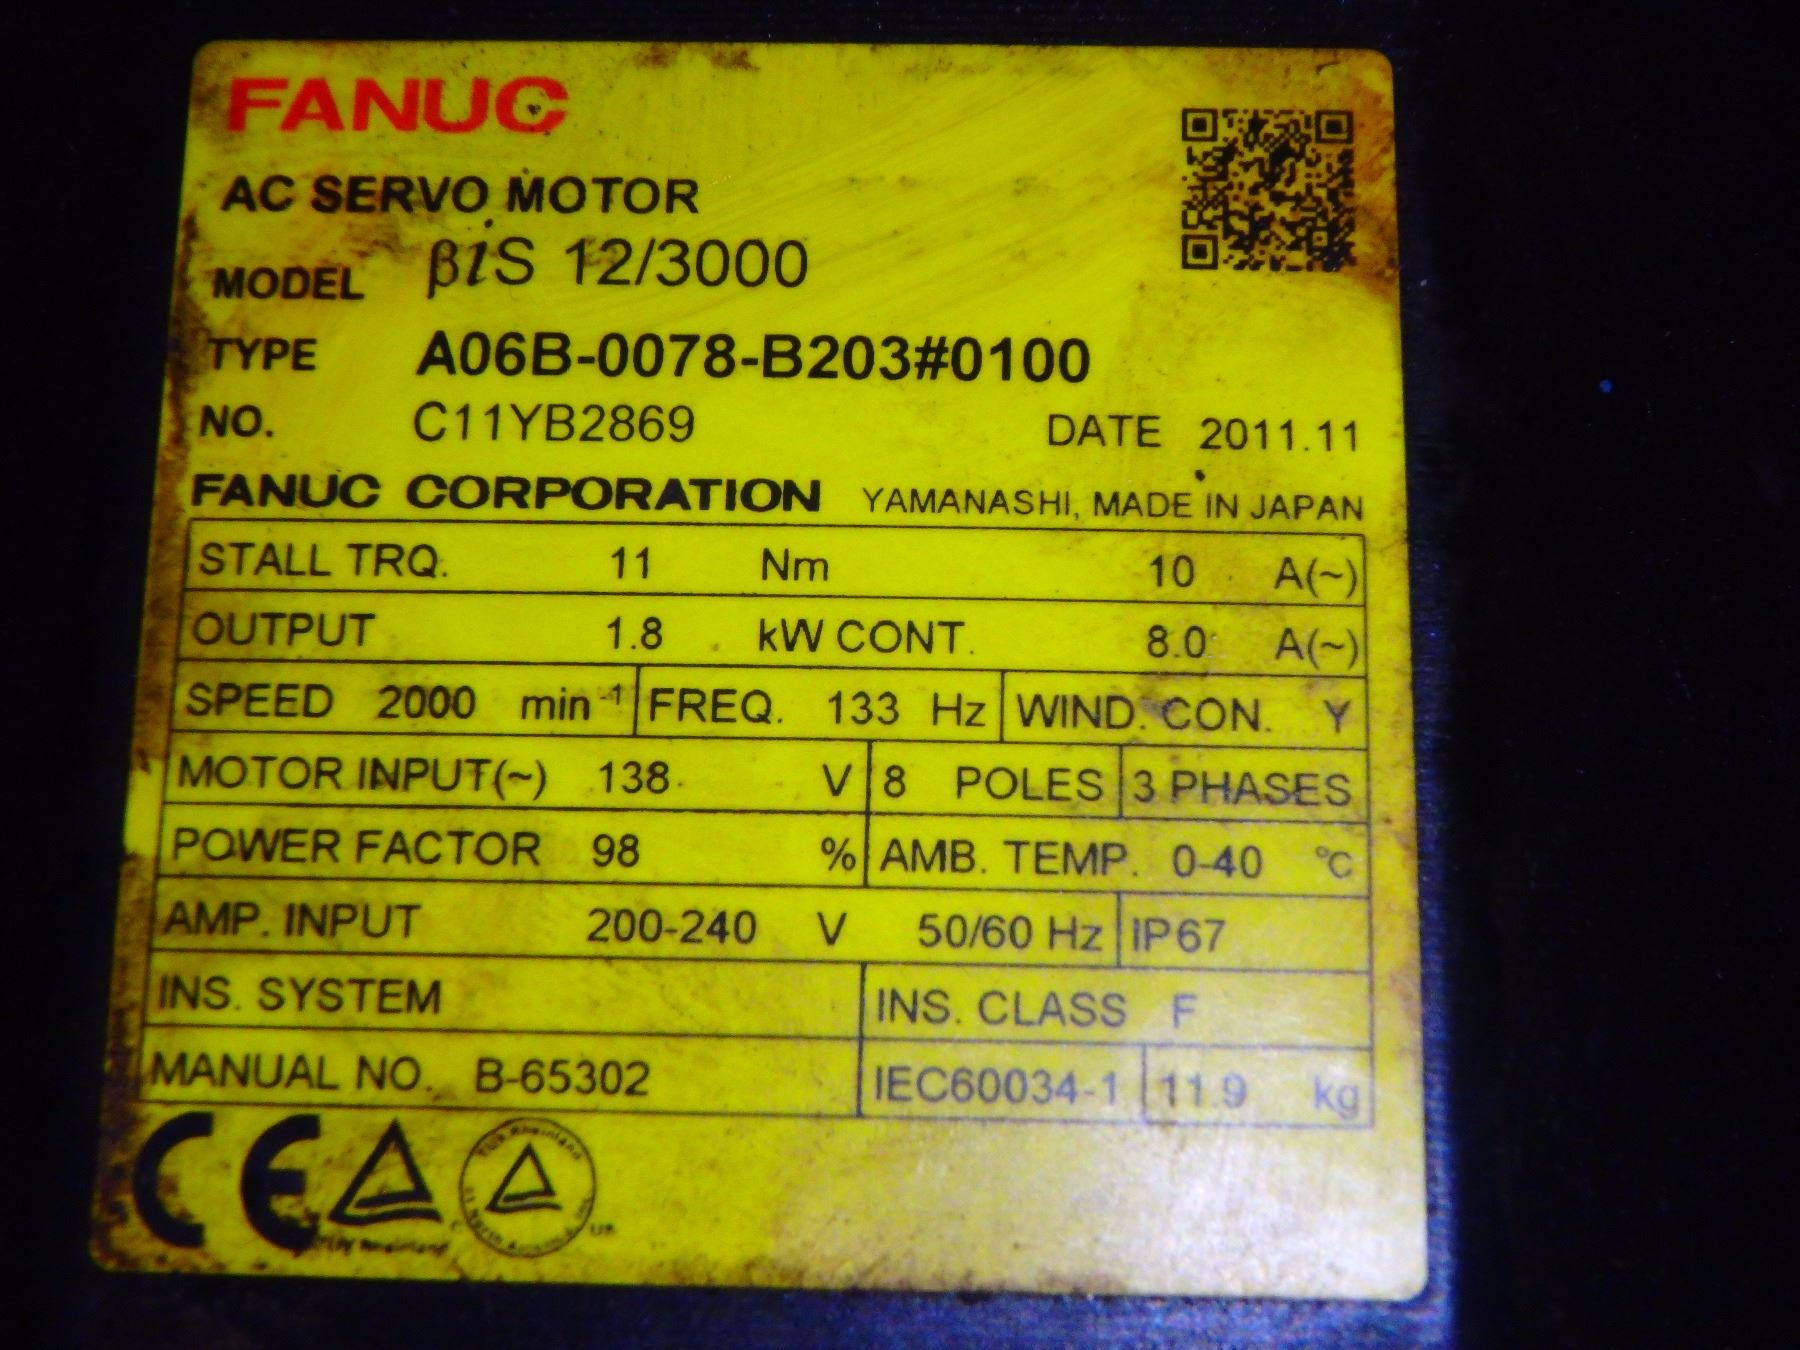 FANUC
AC SERVO MOTOR
MODEL βiS 12/3000
TYPE A06B-0078-B203#0100
NO. C11YB2869 DATE 2011.11
FANUC CORPORATION YAMANASHI, MADE IN JAPAN
STALL TRQ. 11 Nm 10 A(~)
OUTPUT 1.8 kW CONT. 8.0 A(~)
SPEED 2000 min⁻¹ FREQ. 133 Hz WIND. CON. Y
MOTOR INPUT(~) 138 V 8 POLES 3 PHASES
POWER FACTOR 98 % AMB. TEMP. 0-40 °C
AMP. INPUT 200-240 V 50/60 Hz IP67
INS. SYSTEM INS. CLASS F
MANUAL NO. B-65302 IEC60034-1 11.9 kg
CE
TÜV Rheinland
TÜV Rheinland